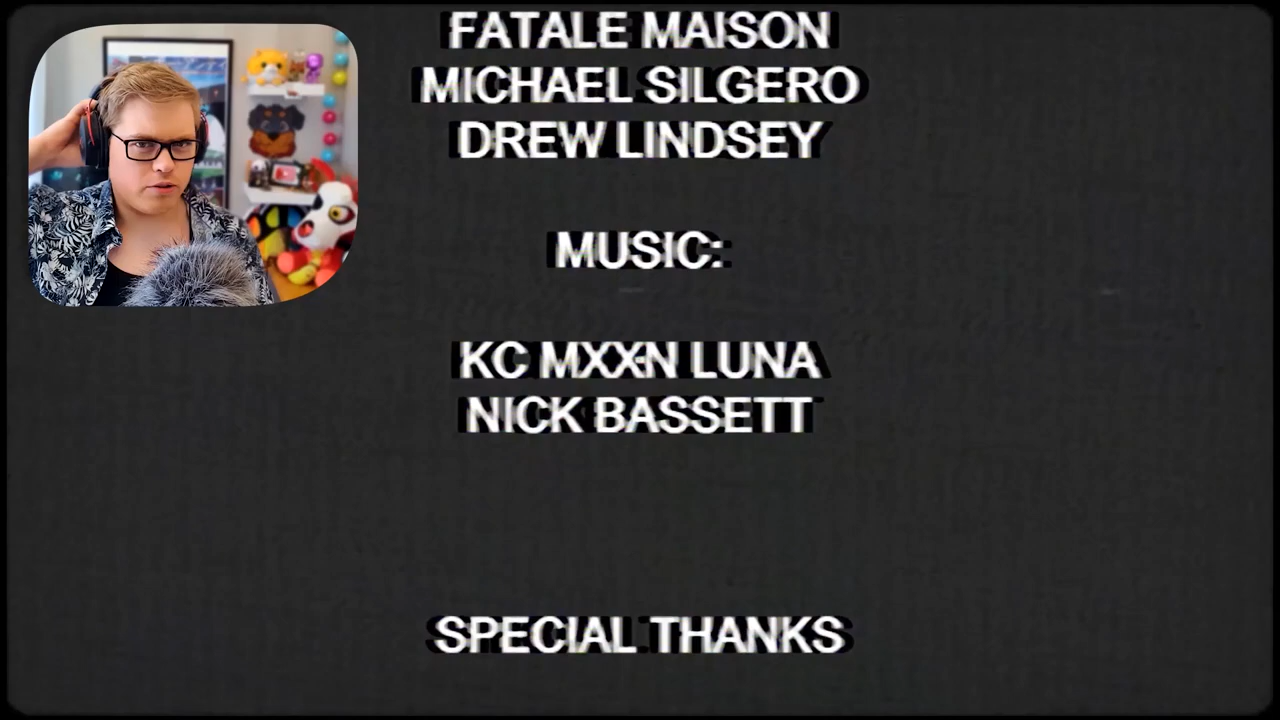 FATALE MAISON
MICHAEL SILGERO
DREW LINDSEY
MUSIC:
KC MXXN LUNA
NICK BASSETT
SPECIAL THANKS